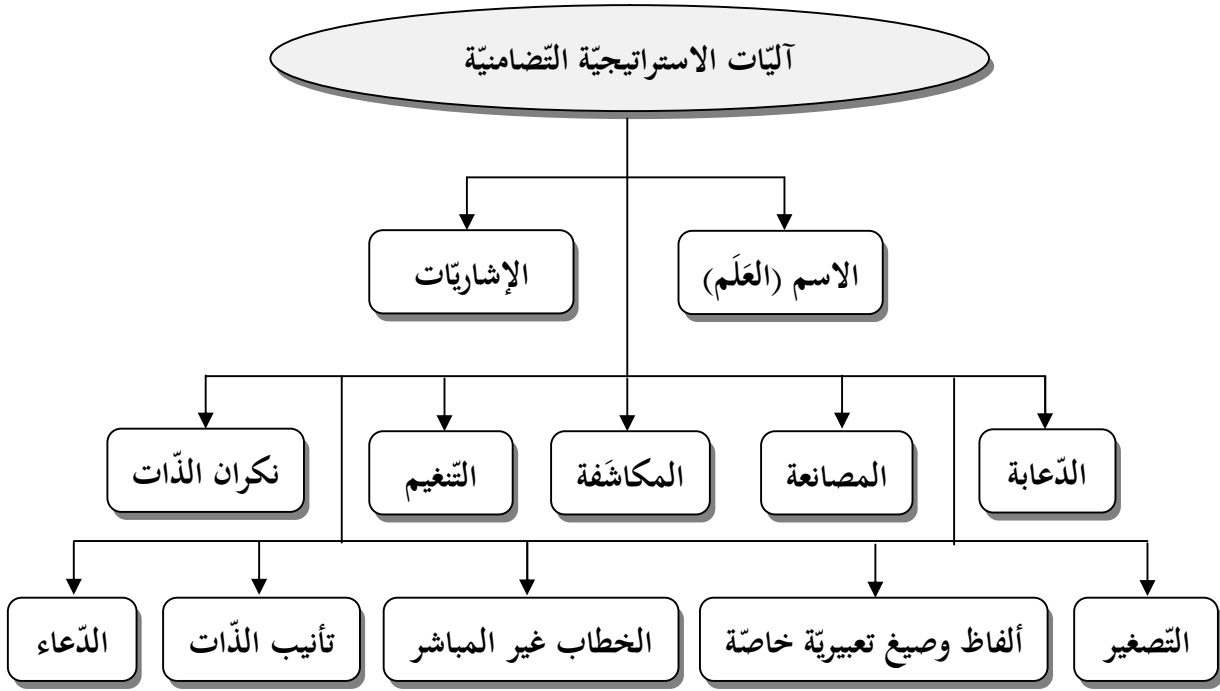 آليّات الاستراتيجيّة التّضامنيّة
الاسم (العَلَم)
الإشاريّات
الدّعابة
المصانعة
المكاشَفة
التّنغيم
نكران الذّات
التّصغير
ألفاظ وصيغ تعبيريّة خاصّة
الخطاب غير المباشر
تأنيب الذّات
الدّعاء